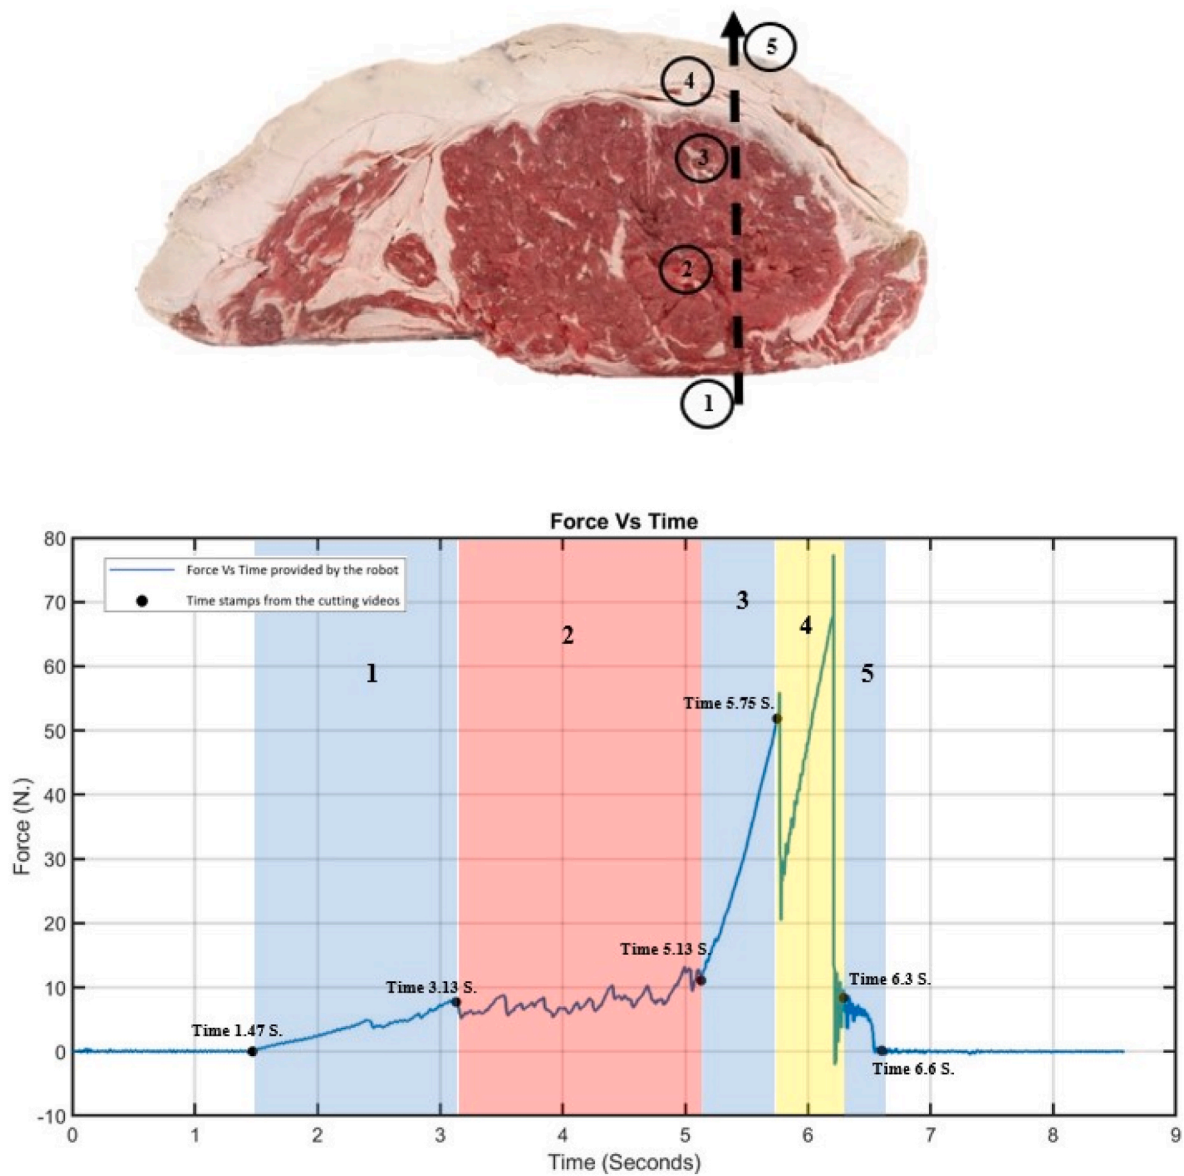 5
4
3
2
1
Force Vs Time
80
70
60
50
40
30
20
10
0
-10
Force (N.)
Force Vs Time provided by the robot
Time stamps from the cutting videos
1
2
3
4
5
Time 5.75 S.
Time 5.13 S.
Time 3.13 S.
Time 6.3 S.
Time 1.47 S.
Time 6.6 S.
0 1 2 3 4 5 6 7 8 9
Time (Seconds)